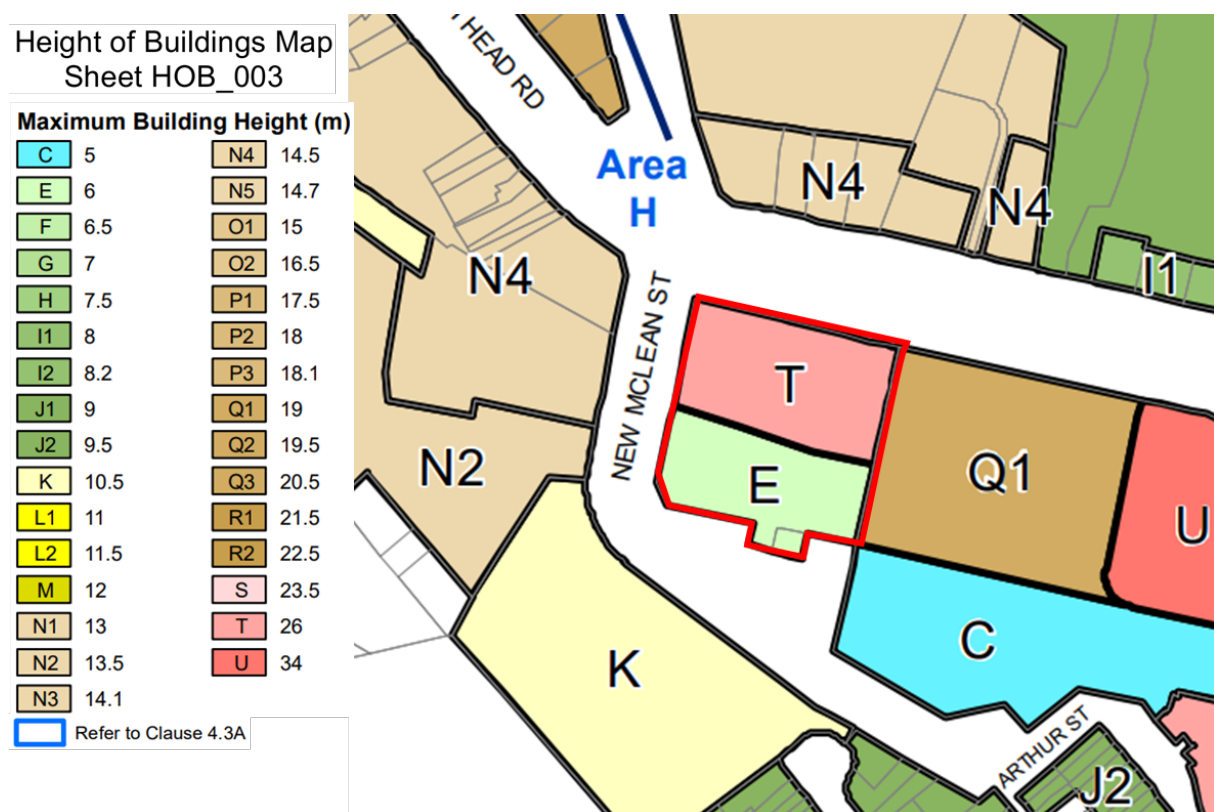 Height of Buildings Map
Sheet HOB_003
Maximum Building Height (m)
C 5
E 6
F 6.5
G 7
H 7.5
I1 8
I2 8.2
J1 9
J2 9.5
K 10.5
L1 11
L2 11.5
M 12
N1 13
N2 13.5
N3 14.1
N4 14.5
N5 14.7
O1 15
O2 16.5
P1 17.5
P2 18
P3 18.1
Q1 19
Q2 19.5
Q3 20.5
R1 21.5
R2 22.5
S 23.5
T 26
U 34
Refer to Clause 4.3A
HEAD RD
Area
H
N4
N4
N4
I1
NEW MCLEAN ST
T
N2
E
Q1
U
K
C
ARTHUR ST
J2